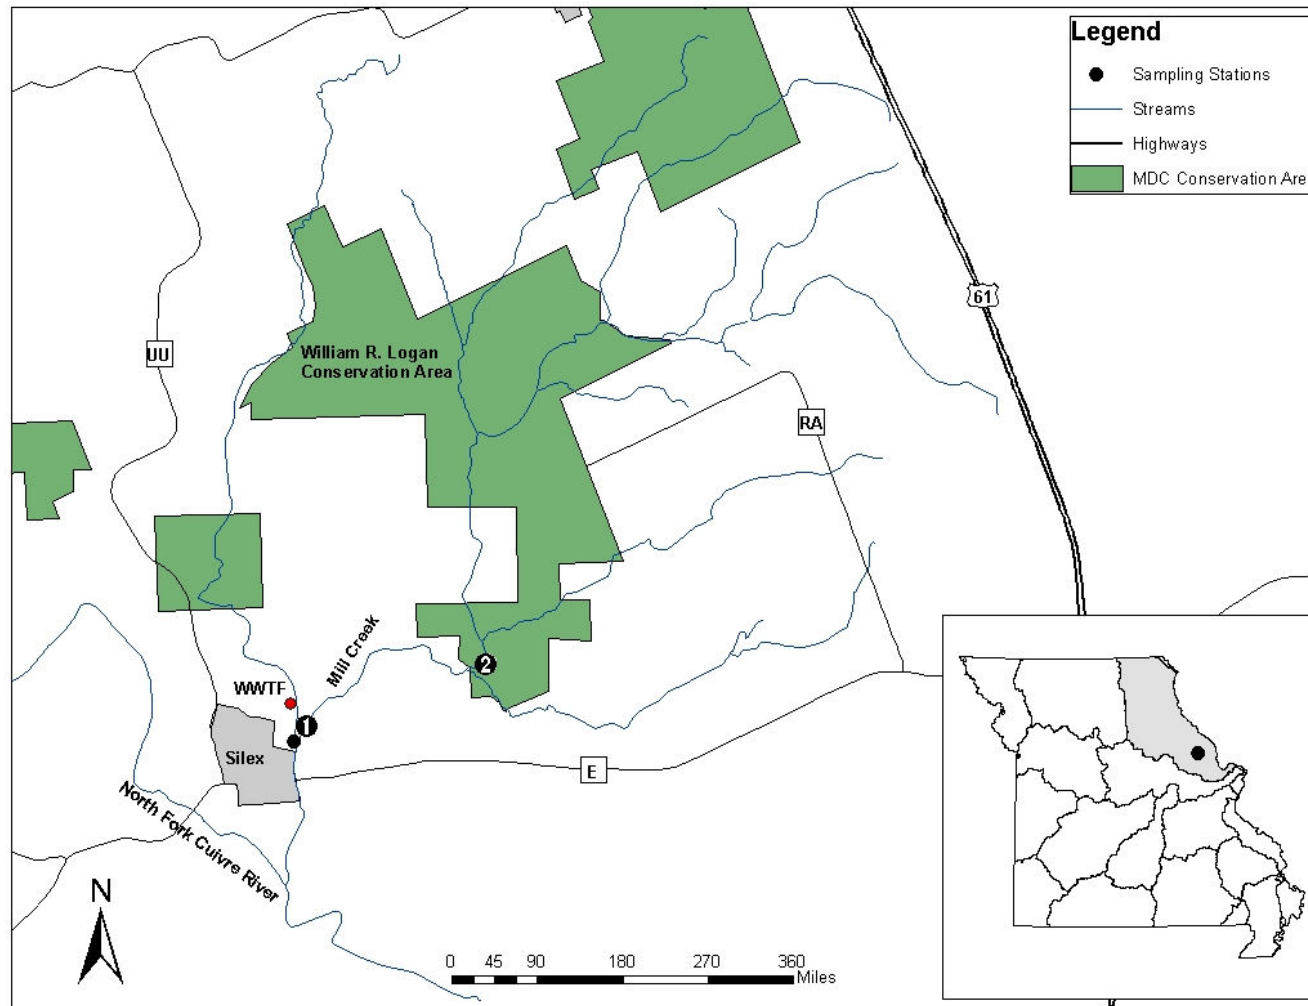 Legend
Sampling Stations
Streams
Highways
MDC Conservation Area
61
UU
William R. Logan
Conservation Area
RA
Mill Creek
2
WWTF
1
Silex
E
North Fork Cuivre River
N
0 45 90 180 270 360
Miles